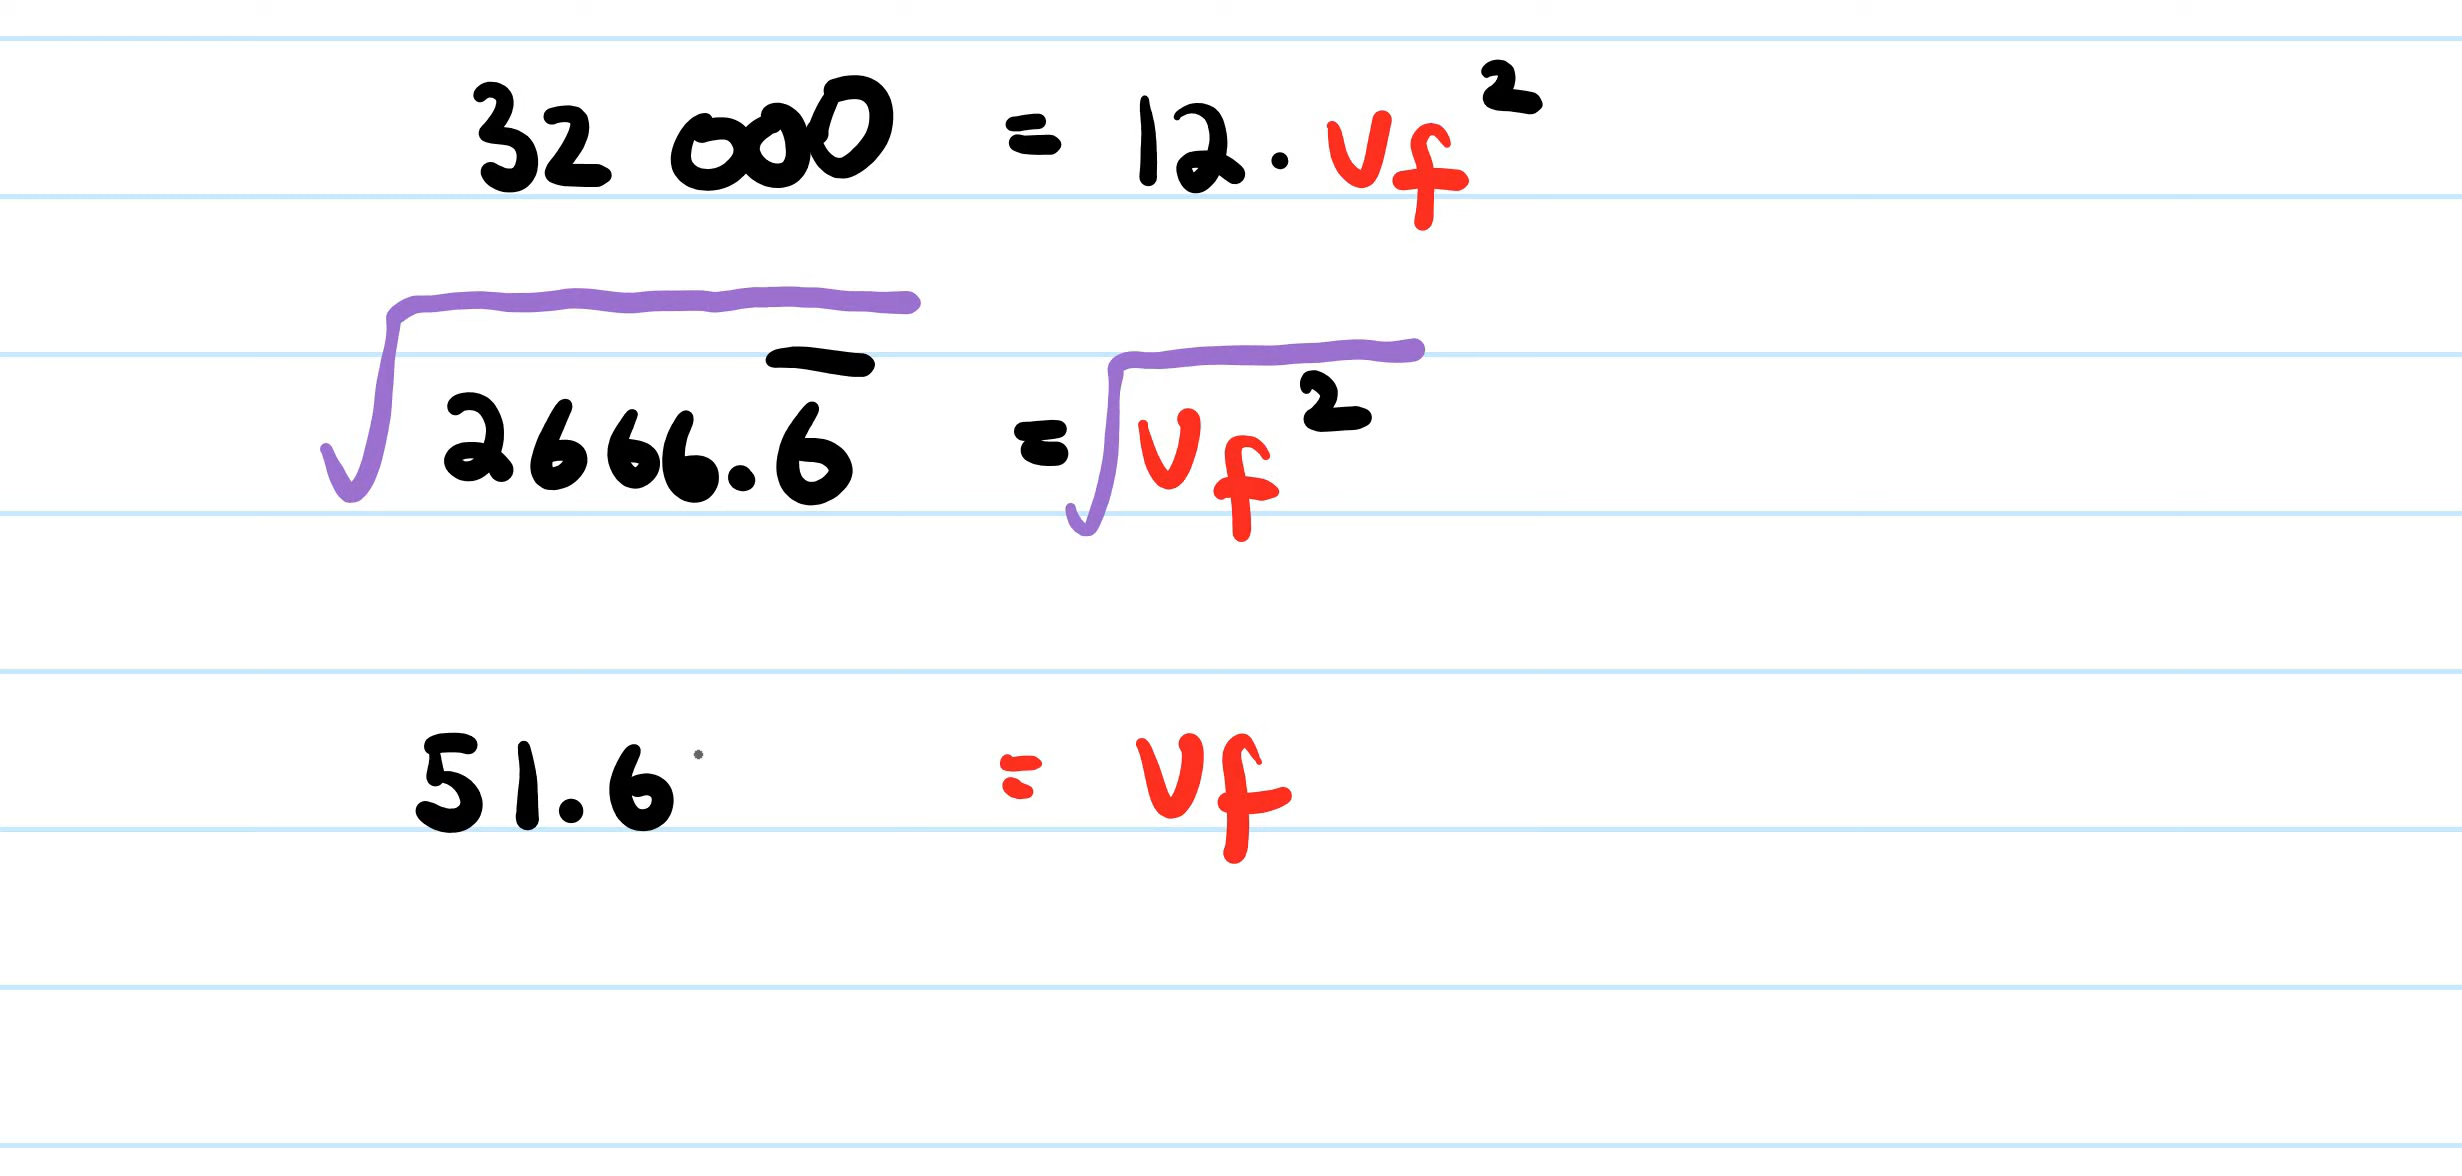 32 000 = 12 · vf²
√2666.6̅ = √vf²
51.6 = vf